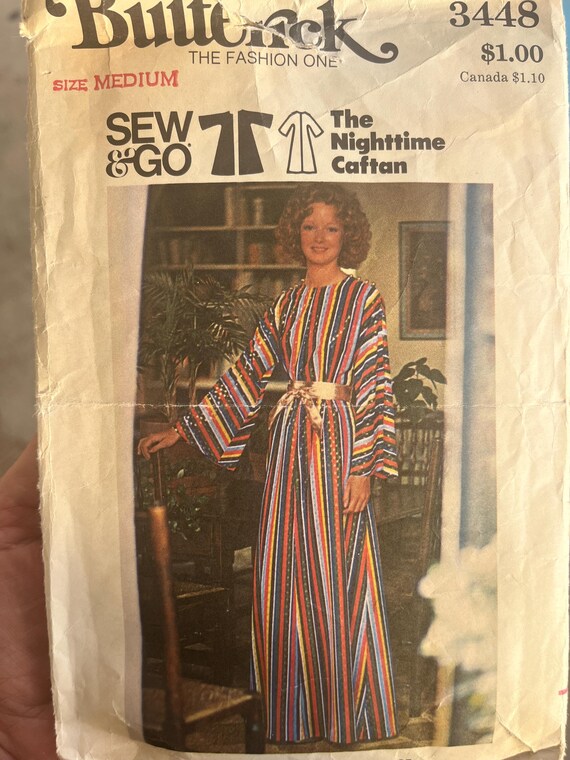 Butterick
3448
THE FASHION ONE
$1.00
SIZE MEDIUM
Canada $1.10
SEW
&GO
The
Nighttime
Caftan